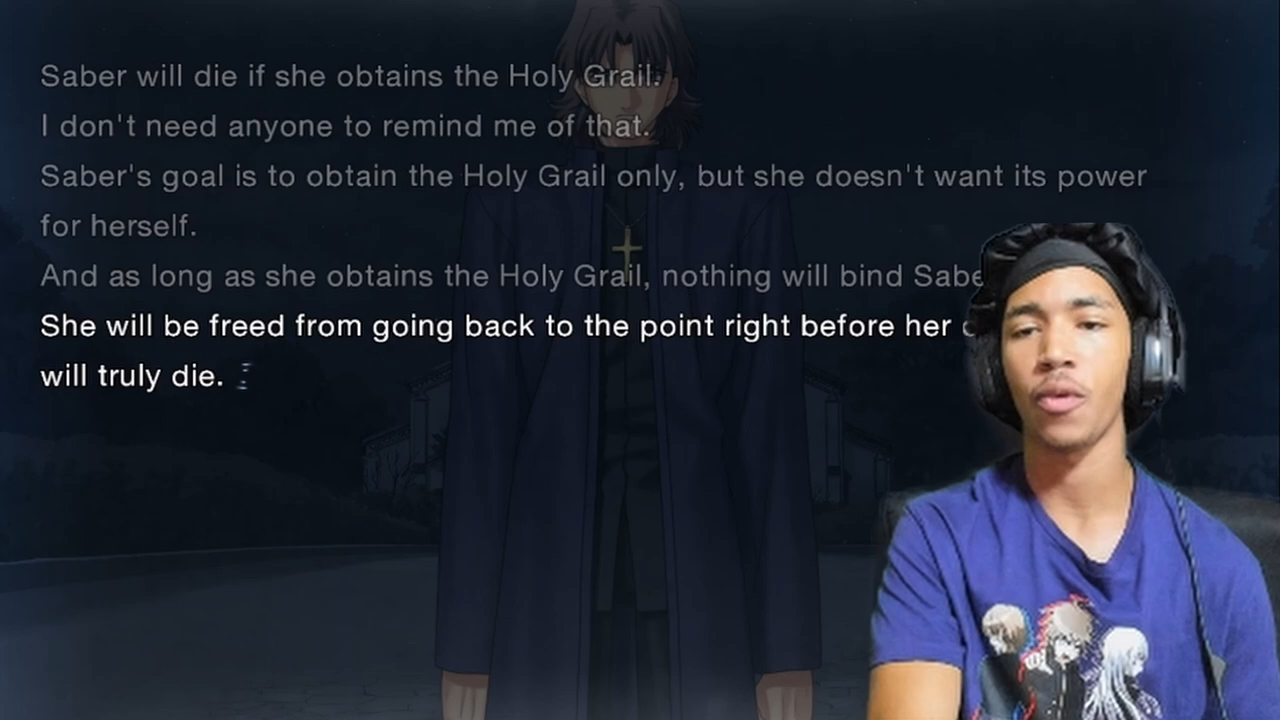 Saber will die if she obtains the Holy Grail.
I don't need anyone to remind me of that.
Saber's goal is to obtain the Holy Grail only, but she doesn't want its power
for herself.
And as long as she obtains the Holy Grail, nothing will bind
She will be freed from going back to the point right before her
will truly die.